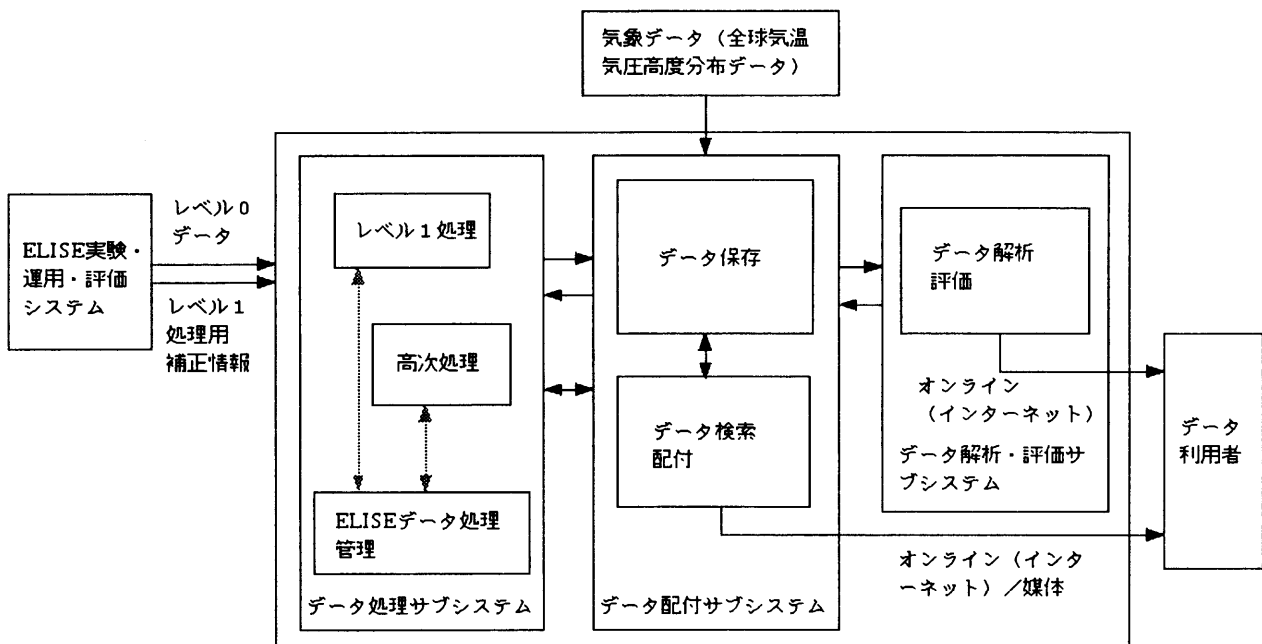 気象データ（全球気温
気圧高度分布データ）
レベル０
データ
ELISE実験・
運用・評価
システム
レベル１
処理用
補正情報
レベル１処理
高次処理
ELISEデータ処理
管理
データ処理サブシステム
データ保存
データ検索
配付
データ配付サブシステム
データ解析
評価
オンライン
（インターネット）
データ解析・評価サ
ブシステム
オンライン（インタ
ーネット）／媒体
データ
利用者